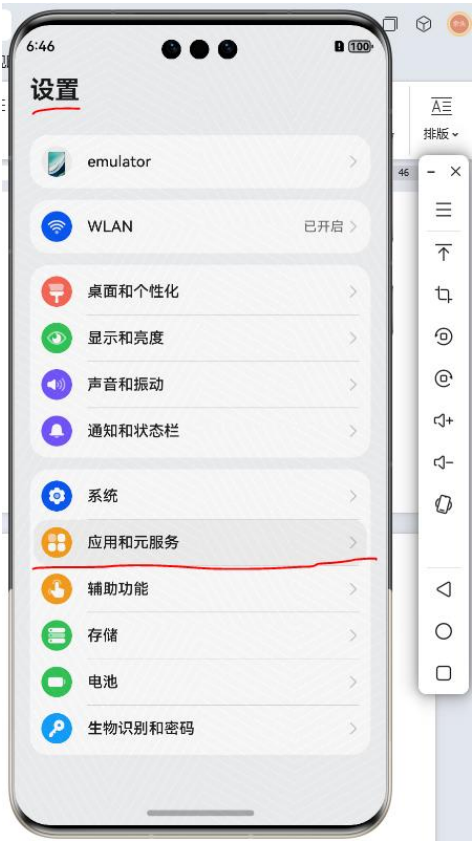 6:46
100
设置
emulator
WLAN 已开启
桌面和个性化
显示和亮度
声音和振动
通知和状态栏
系统
应用和元服务
辅助功能
存储
电池
生物识别和密码
排版
46